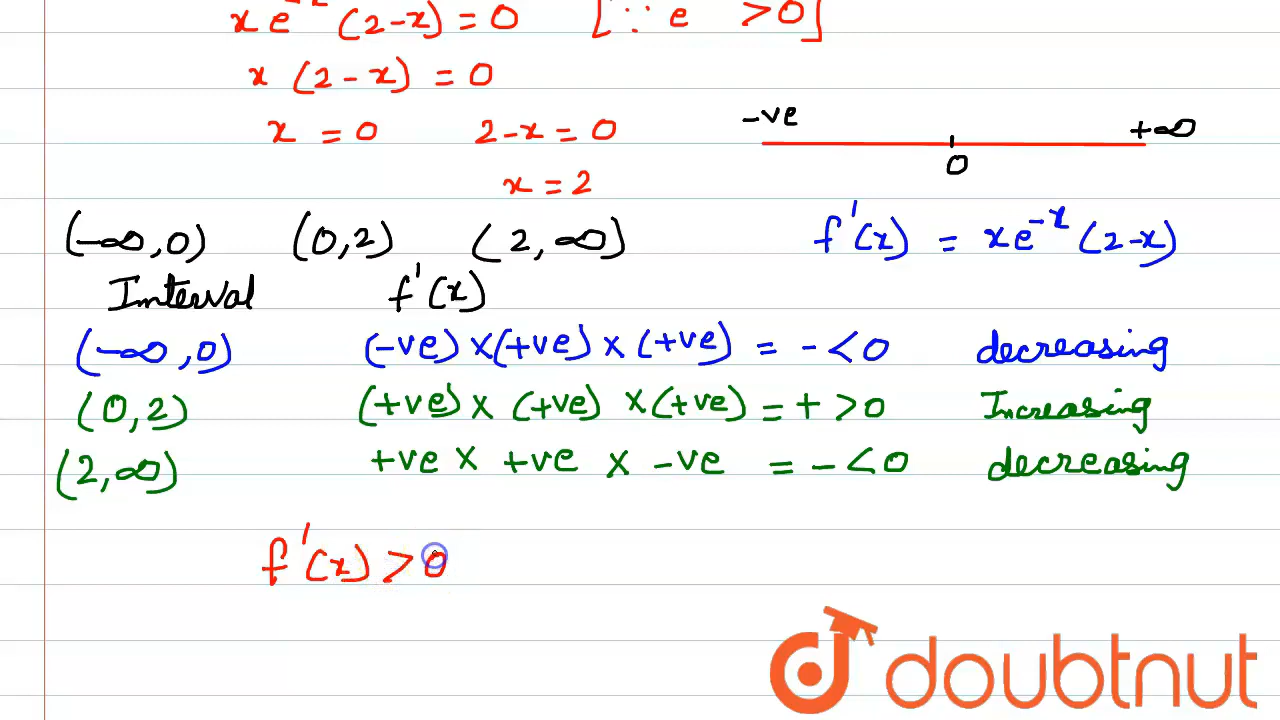 x e^{-x} (2-x) = 0 [∵ e > 0]
x (2-x) = 0
x = 0 2-x = 0
x = 2
-ve +∞
0
(-∞,0) (0,2) (2,∞)
f'(x) = xe^{-x} (2-x)
Interval f'(x)
(-∞,0) (-ve) × (+ve) × (+ve) = - < 0 decreasing
(0,2) (+ve) × (+ve) × (+ve) = + > 0 Increasing
(2,∞) +ve × +ve × -ve = - < 0 decreasing
f'(x) > 0
doubtnut